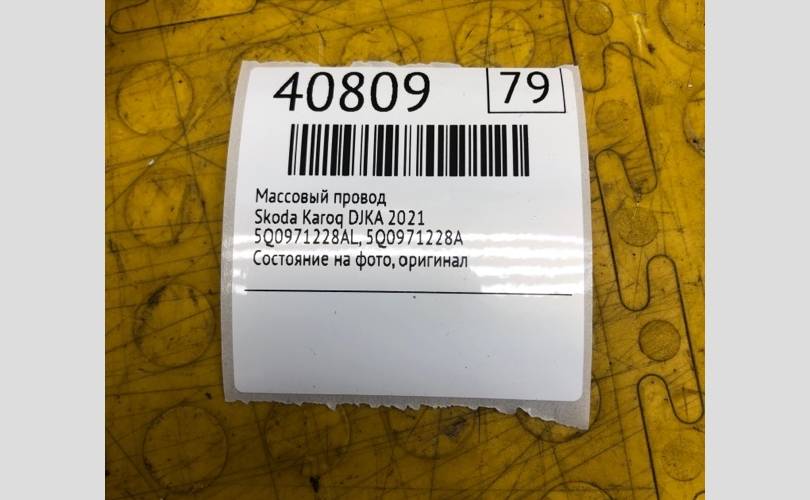 40809 79
Массовый провод
Skoda Karoq DJKA 2021
5Q0971228AL, 5Q0971228A
Состояние на фото, оригинал